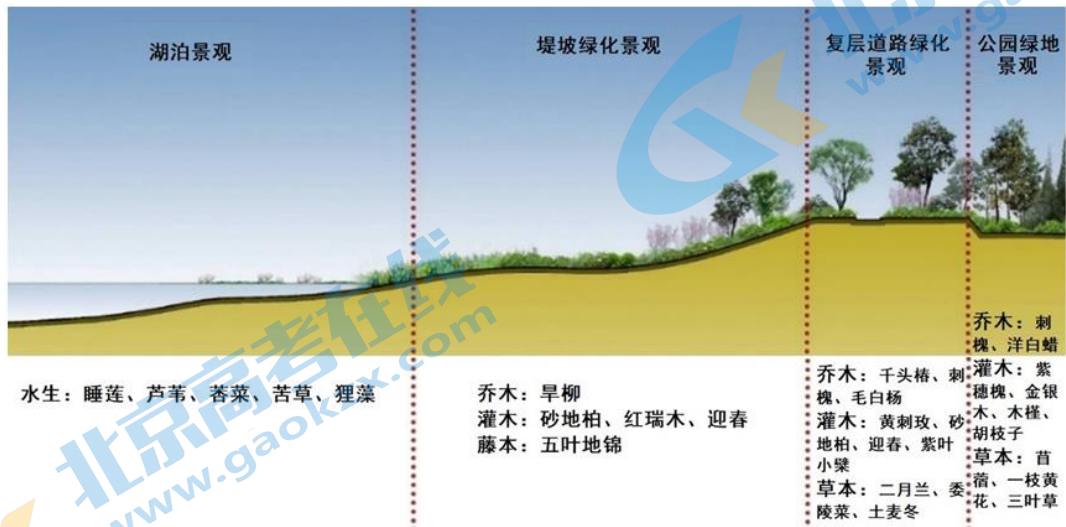 湖泊景观
堤坡绿化景观
复层道路绿化
景观
公园绿地
景观
水生：睡莲、芦苇、荇菜、苦草、狸藻
乔木：旱柳
灌木：砂地柏、红瑞木、迎春
藤本：五叶地锦
乔木：千头椿、刺
槐、毛白杨
灌木：黄刺玫、砂
地柏、迎春、紫叶
小檗
草本：二月兰、委
陵菜、土麦冬
乔木：刺
槐、洋白蜡
灌木：紫
穗槐、金银
木、木槿、
胡枝子
草本：苜
蓿、一枝黄
花、三叶草
北京高考在线
www.gaokzx.com